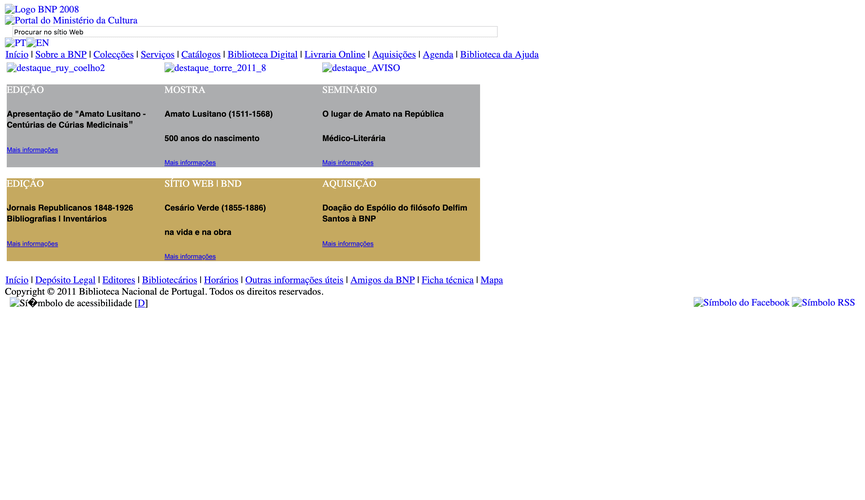 Logo BNP 2008
Portal do Ministério da Cultura
Procurar no sítio Web
PT EN
Início | Sobre a BNP | Colecções | Serviços | Catálogos | Biblioteca Digital | Livraria Online | Aquisições | Agenda | Biblioteca da Ajuda
destaque_ruy_coelho2 destaque_torre_2011_8 destaque_AVISO
EDIÇÃO
Apresentação de "Amato Lusitano -
Centúrias de Cúrias Medicinais”
Mais informações
MOSTRA
Amato Lusitano (1511-1568)
500 anos do nascimento
Mais informações
SEMINÁRIO
O lugar de Amato na República
Médico-Literária
Mais informações
EDIÇÃO
Jornais Republicanos 1848-1926
Bibliografias | Inventários
Mais informações
SÍTIO WEB | BND
Cesário Verde (1855-1886)
na vida e na obra
Mais informações
AQUISIÇÃO
Doação do Espólio do filósofo Delfim
Santos à BNP
Mais informações
Início | Depósito Legal | Editores | Bibliotecários | Horários | Outras informações úteis | Amigos da BNP | Ficha técnica | Mapa
Copyright © 2011 Biblioteca Nacional de Portugal. Todos os direitos reservados.
Sí�mbolo de acessibilidade [D] Símbolo do Facebook Símbolo RSS